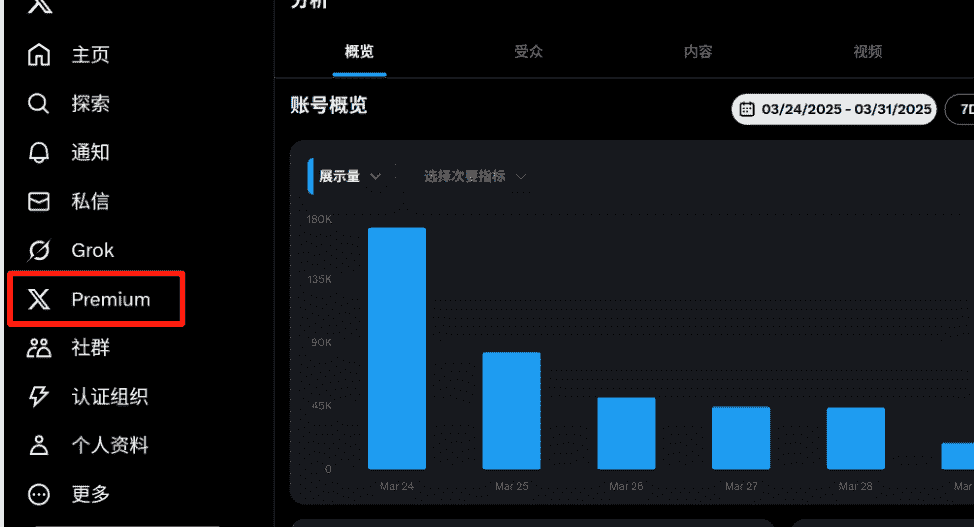 分析
主页
探索
通知
私信
Grok
Premium
社群
认证组织
个人资料
更多
概览 受众 内容 视频
账号概览
03/24/2025 - 03/31/2025
展示量 选择次要指标
180K
135K
90K
45K
0
Mar 24 Mar 25 Mar 26 Mar 27 Mar 28 Mar